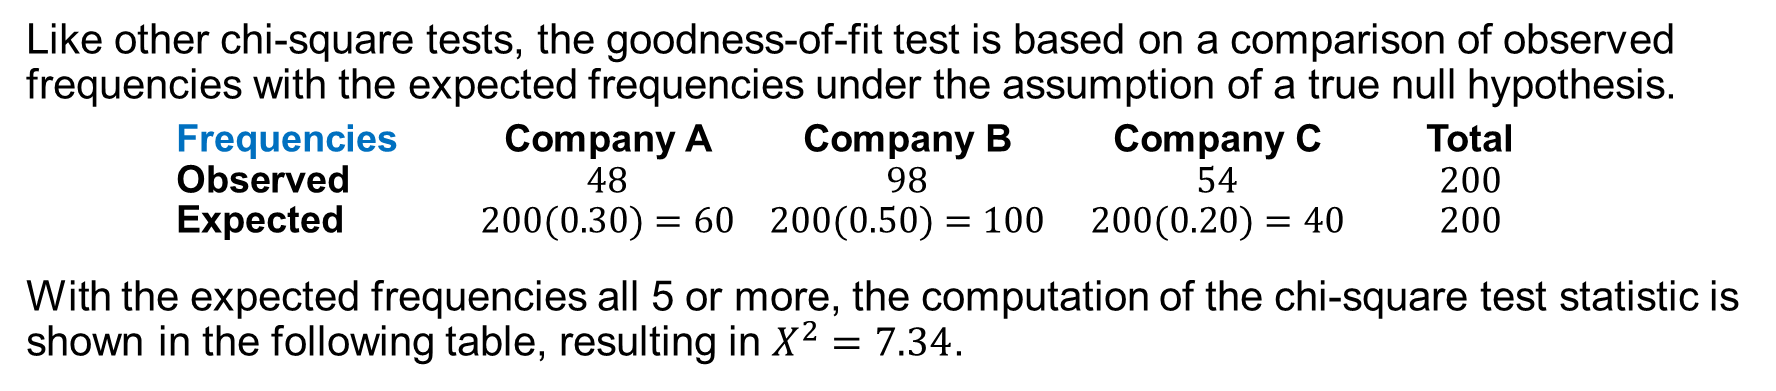 Like other chi-square tests, the goodness-of-fit test is based on a comparison of observed
frequencies with the expected frequencies under the assumption of a true null hypothesis.
Frequencies Company A Company B Company C Total
Observed 48 98 54 200
Expected 200(0.30) = 60 200(0.50) = 100 200(0.20) = 40 200
With the expected frequencies all 5 or more, the computation of the chi-square test statistic is
shown in the following table, resulting in 𝑋² = 7.34.